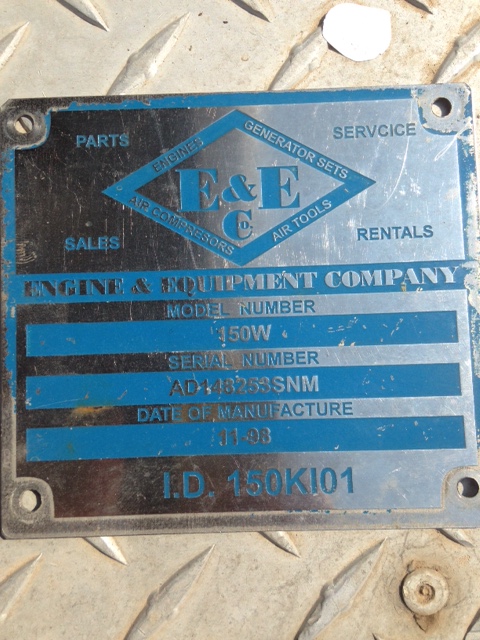 PARTS
SERVCICE
ENGINES
GENERATOR SETS
E&E
Co.
AIR COMPRESORS
AIR TOOLS
SALES
RENTALS
ENGINE & EQUIPMENT COMPANY
MODEL NUMBER
150W
SERIAL NUMBER
AD148253SNM
DATE OF MANUFACTURE
11-08
I.D. 150KI01